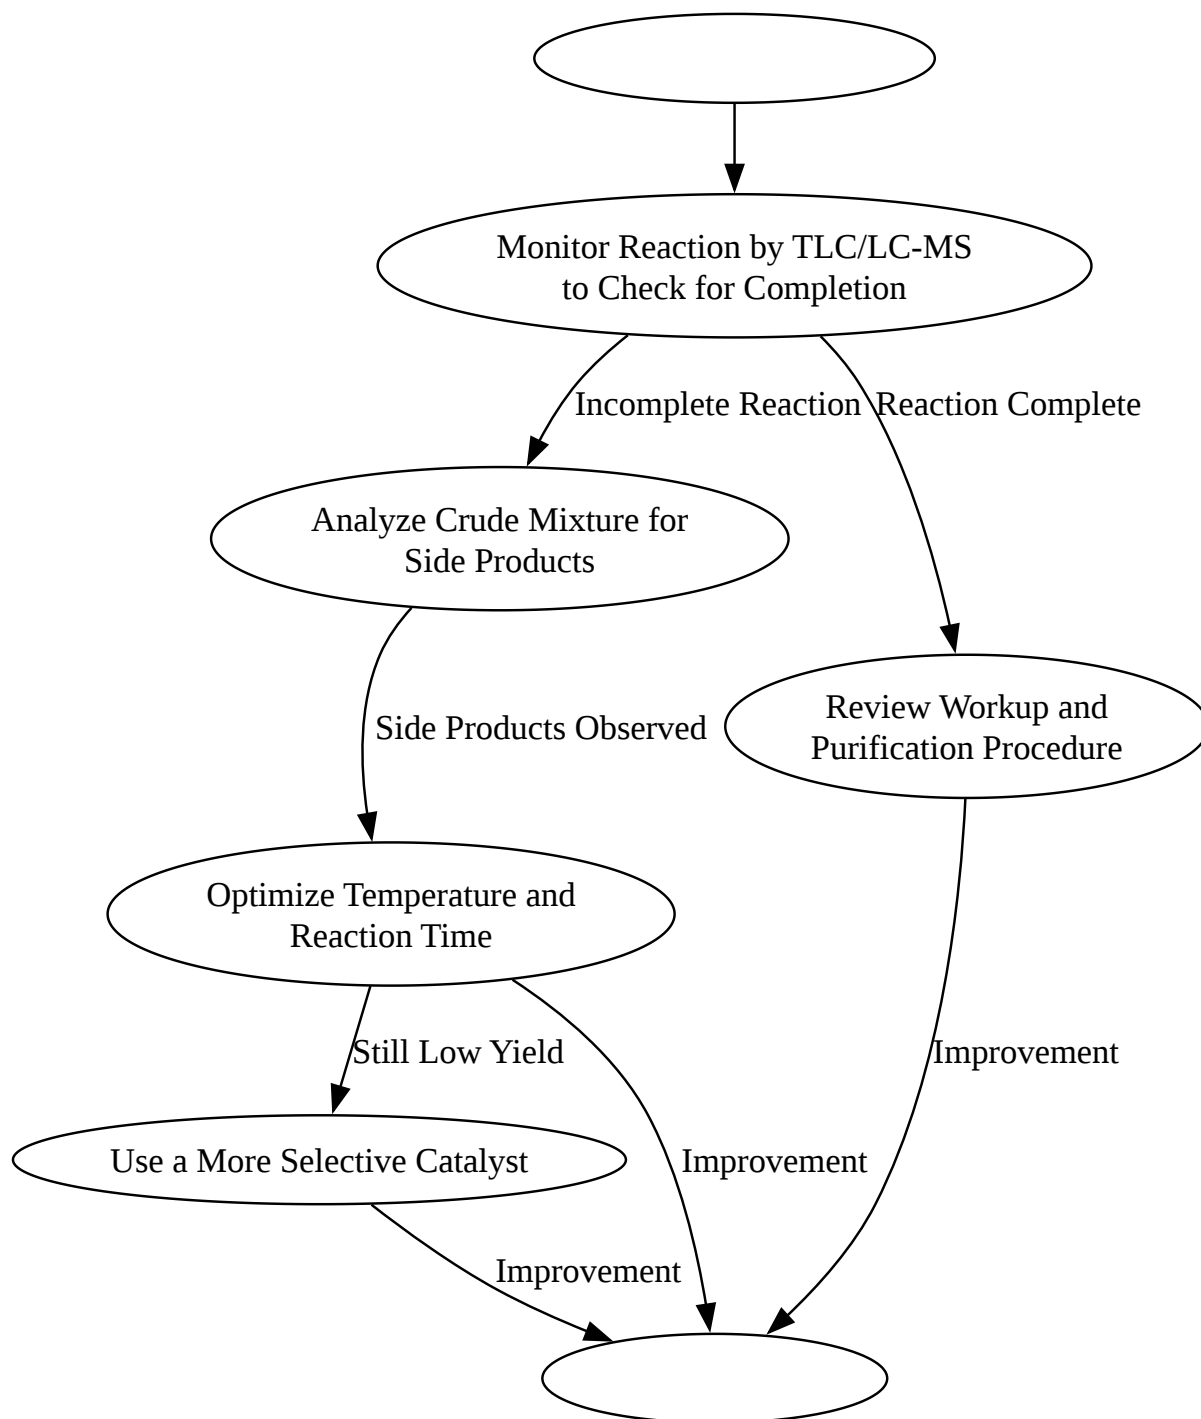 Monitor Reaction by TLC/LC-MS
to Check for Completion
Incomplete Reaction
Reaction Complete
Analyze Crude Mixture for
Side Products
Side Products Observed
Review Workup and
Purification Procedure
Optimize Temperature and
Reaction Time
Still Low Yield
Improvement
Use a More Selective Catalyst
Improvement
Improvement